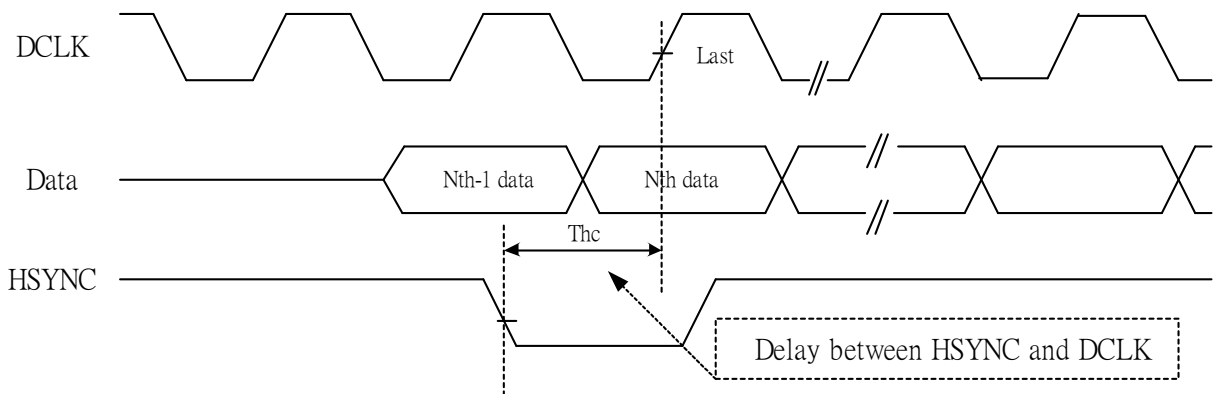 DCLK
Last
Data
Nth-1 data
Nth data
Thc
HSYNC
Delay between HSYNC and DCLK